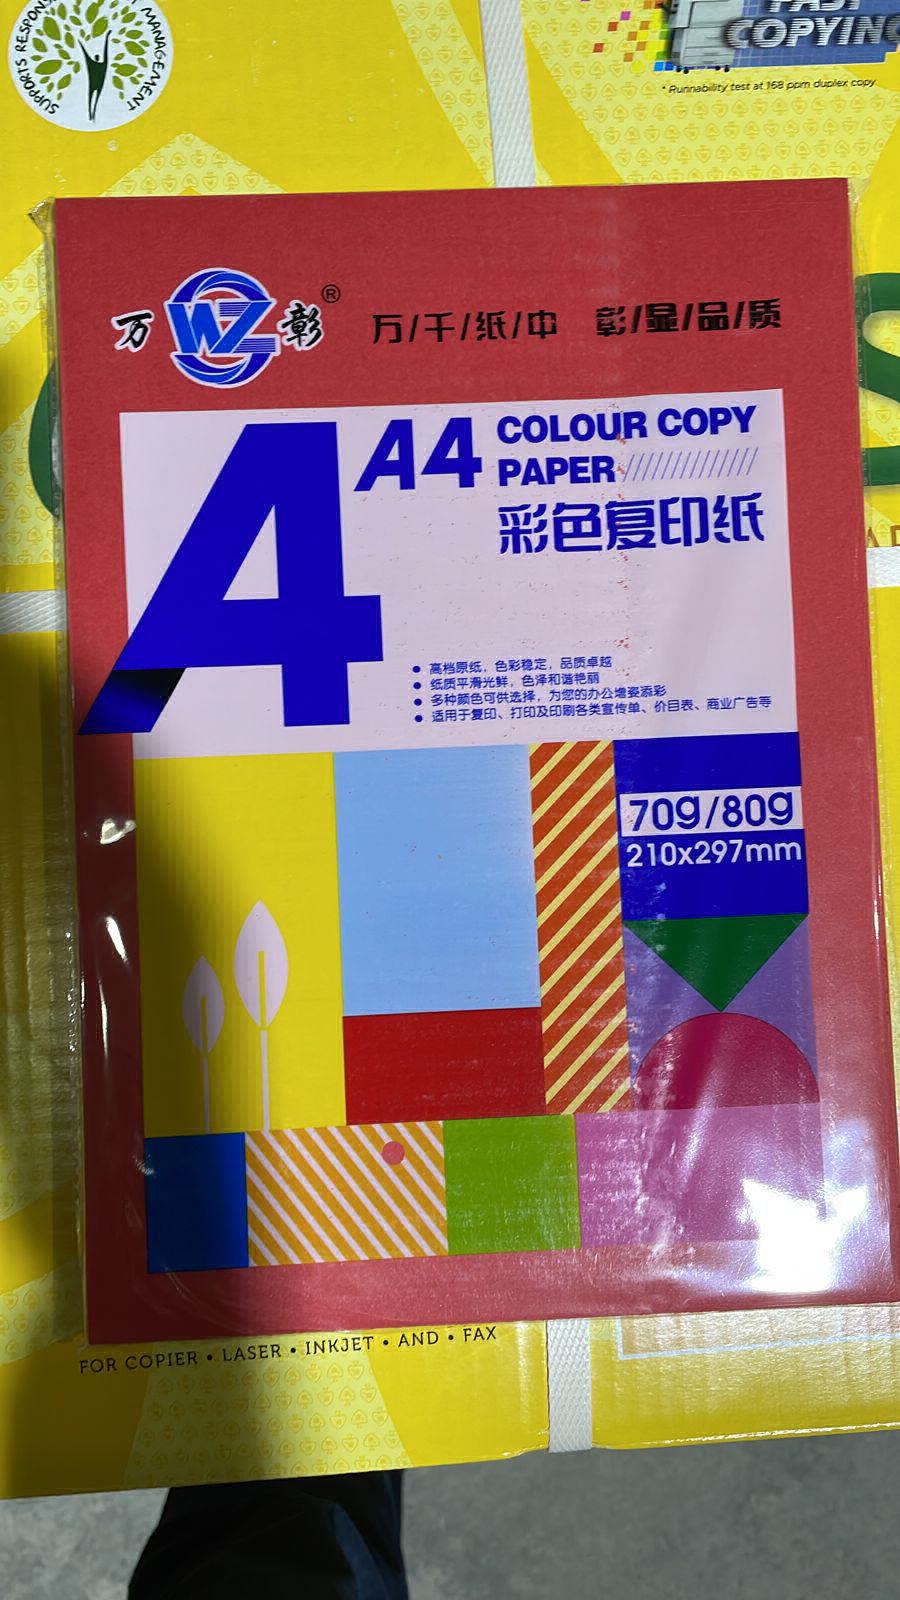 SUPPORTS RESPONS
MANAGEMENT
FAST
COPYING
* Runnability test at 168 ppm duplex copy
万 WZ 彰®
万/千/纸/中 彰/显/品/质
A
A4 COLOUR COPY
PAPER//////////////
彩色复印纸
● 高档原纸，色彩稳定，品质卓越
● 纸质平滑光鲜，色泽和谐艳丽
● 多种颜色可供选择，为您的办公增姿添彩
● 适用于复印、打印及印刷各类宣传单、价目表、商业广告等
70g/80g
210x297mm
FOR COPIER • LASER • INKJET • AND • FAX